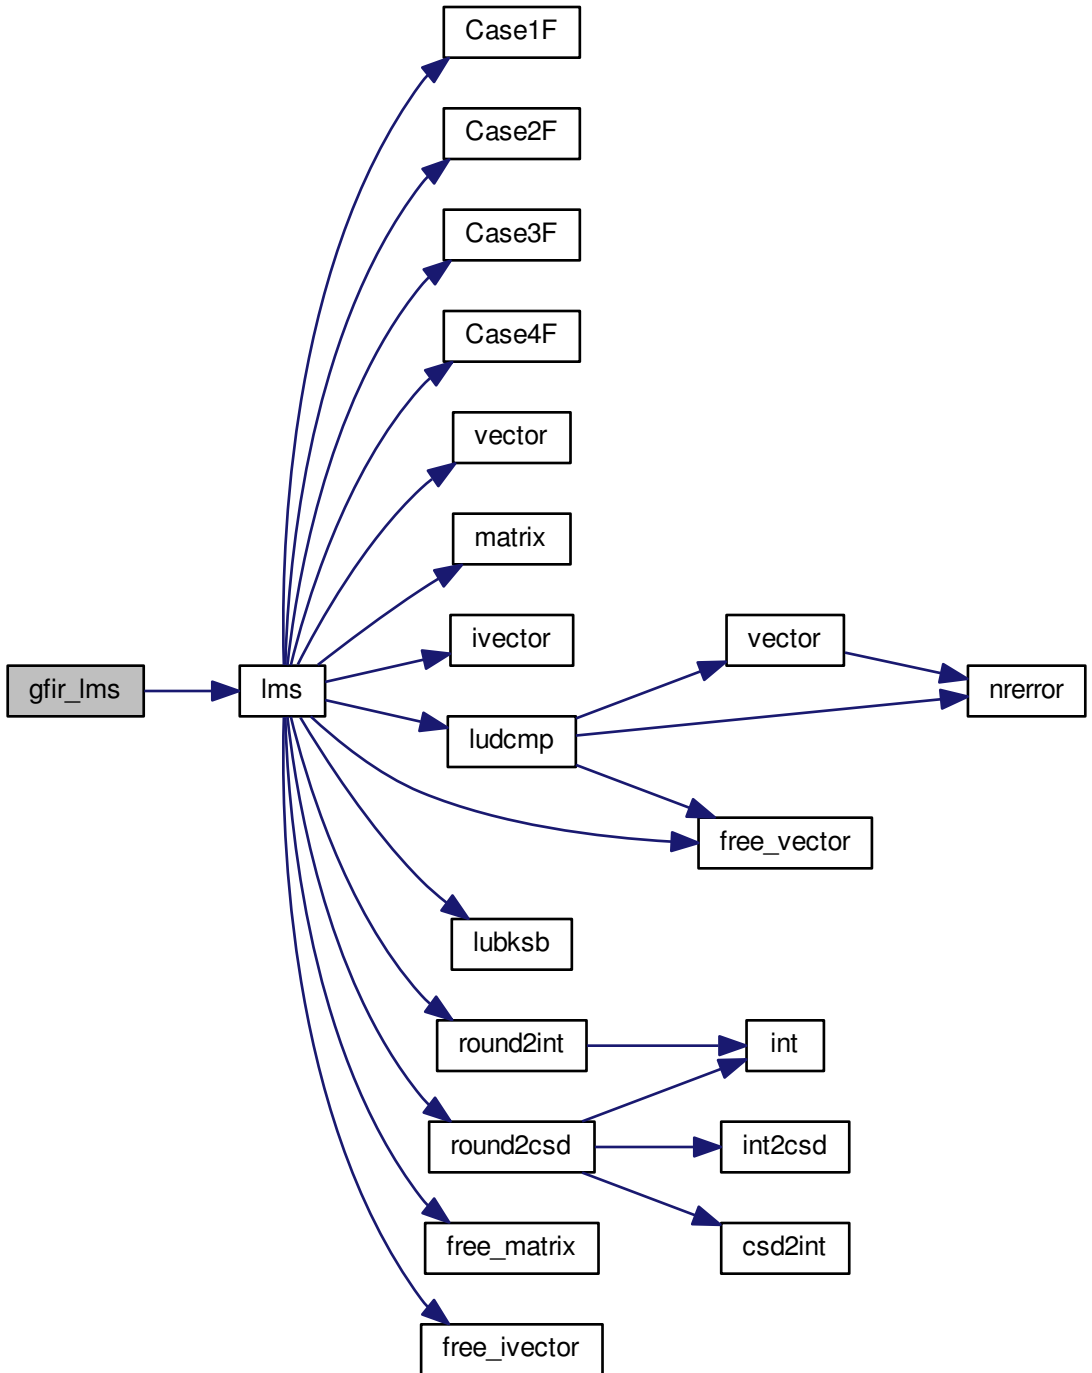 Case1F
Case2F
Case3F
Case4F
vector
matrix
ivector
vector
gfir_lms
lms
nrerror
ludcmp
free_vector
lubksb
round2int
int
round2csd
int2csd
free_matrix
csd2int
free_ivector